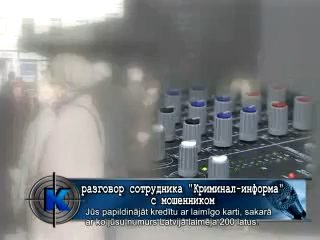 разговор сотрудника "Криминал-информа"
с мошенником
Jūs papildinājāt kredītu ar laimīgo karti, sakarā
ar ko jūsu numurs Latvijā laimēja 200 latus